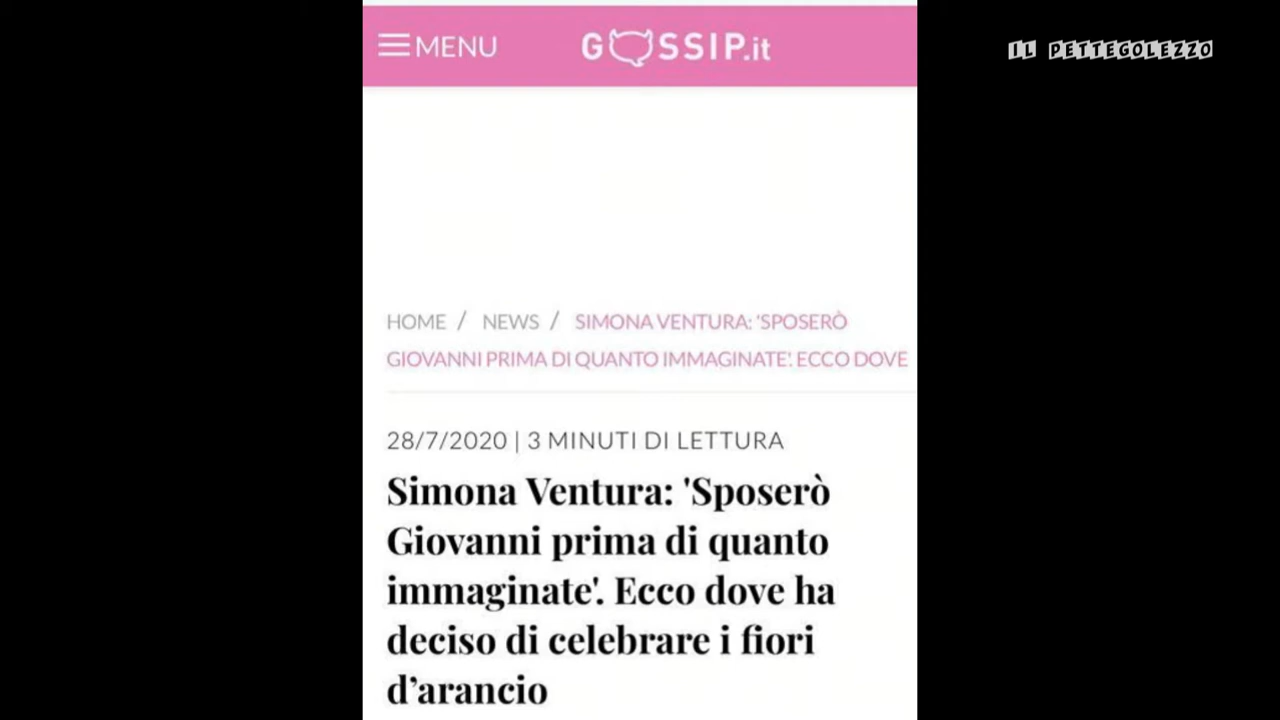 MENU
GOSSIP.it
IL PETTEGOLEZZO
HOME / NEWS / SIMONA VENTURA: 'SPOSERÒ
GIOVANNI PRIMA DI QUANTO IMMAGINATE'. ECCO DOVE
28/7/2020 | 3 MINUTI DI LETTURA
Simona Ventura: 'Sposerò
Giovanni prima di quanto
immaginate'. Ecco dove ha
deciso di celebrare i fiori
d’arancio